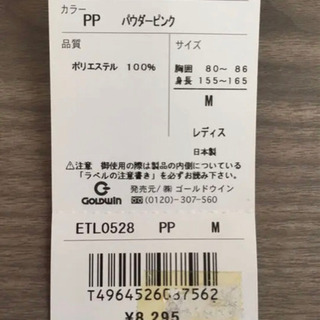 カラー
PP パウダーピンク
品質 サイズ
ポリエステル 100% 胸囲 80〜 86
身長 155〜165
M
レディス
日本製
⚠注意 御使用の際は製品の内側についている
「ラベルの注意書き」を必ずお読み下さい。
GOLDWIN 発売元/㈱ ゴールドウイン
☎(0120)-307-560
ETL0528 PP M
T4964526037562
¥8,295